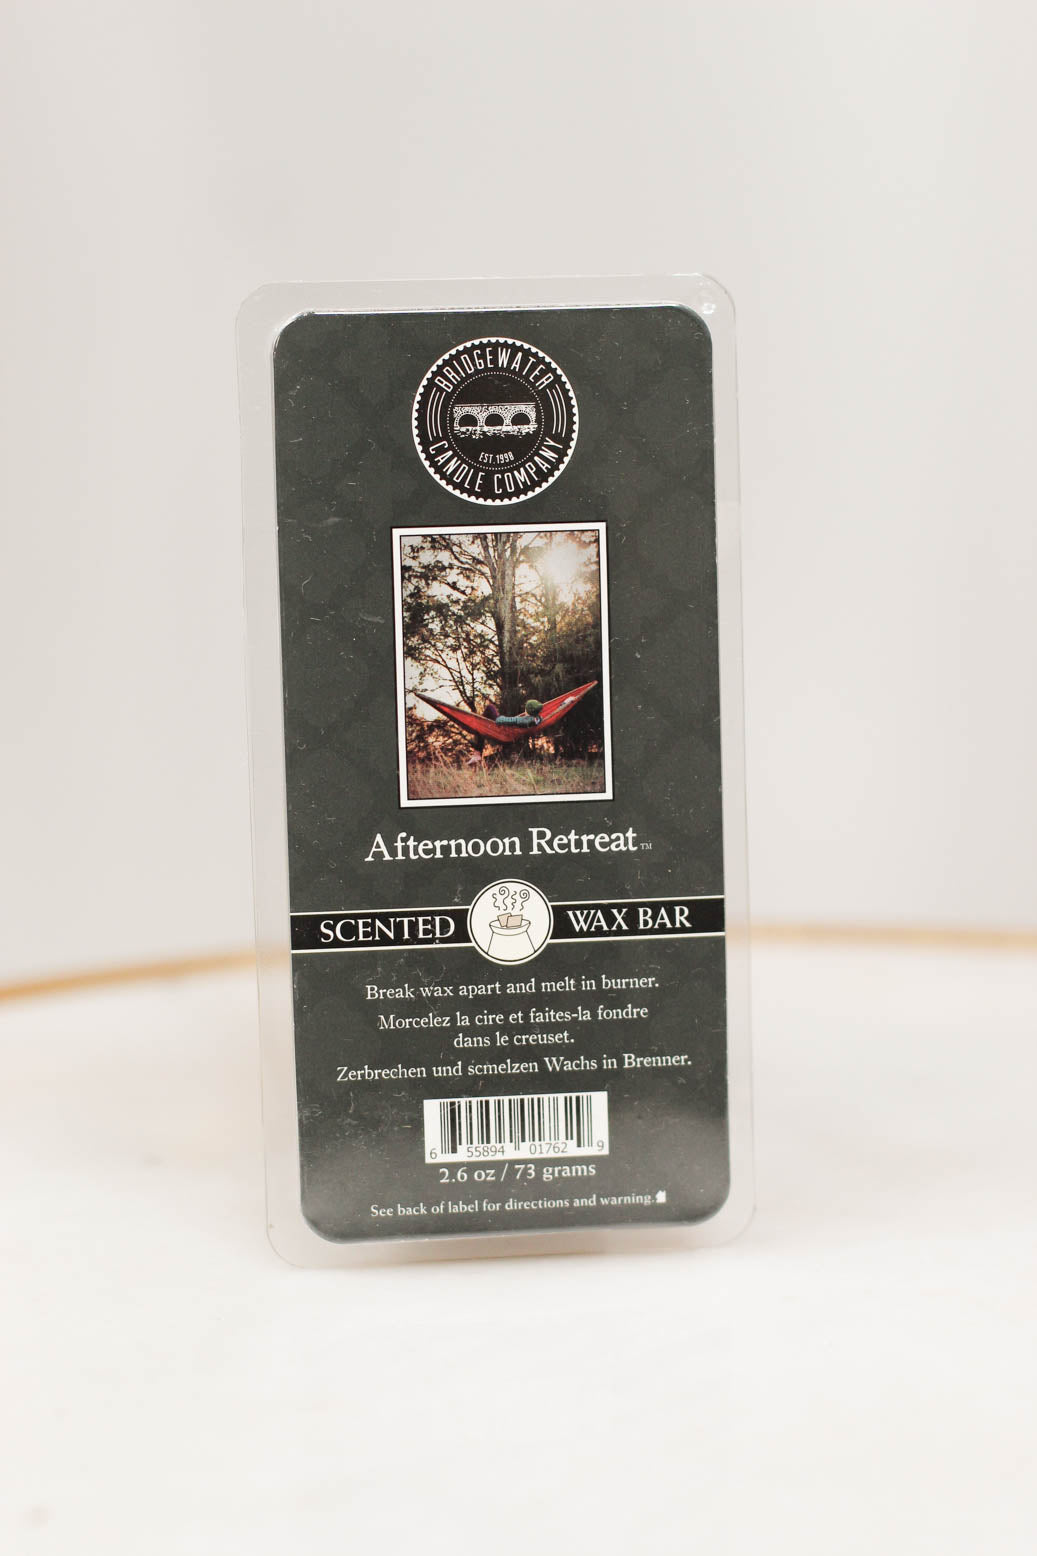 BRIDGEWATER
EST. 1998
CANDLE COMPANY
Afternoon Retreat™
SCENTED WAX BAR
Break wax apart and melt in burner.
Morcelez la cire et faites-la fondre
dans le creuset.
Zerbrechen und scmelzen Wachs in Brenner.
6 55894 01762 9
2.6 oz / 73 grams
See back of label for directions and warning.